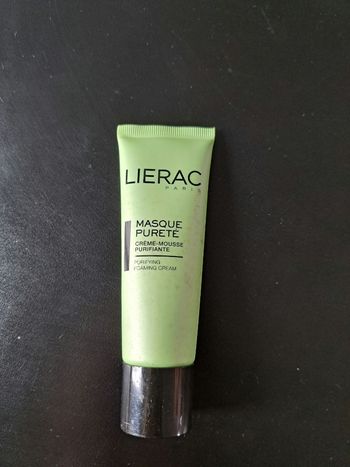 LIERAC
PARIS
MASQUE
PURETÉ
CRÈME-MOUSSE
PURIFIANTE
PURIFYING
FOAMING CREAM